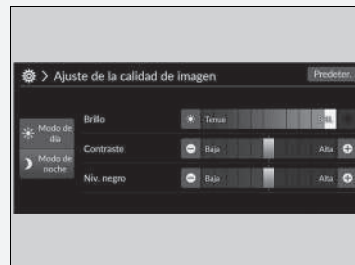 > Ajuste de la calidad de imagen
Predeter.
Modo de día
Modo de noche
Brillo
Tenue
Contraste
Baja
Alta
Niv. negro
Baja
Alta